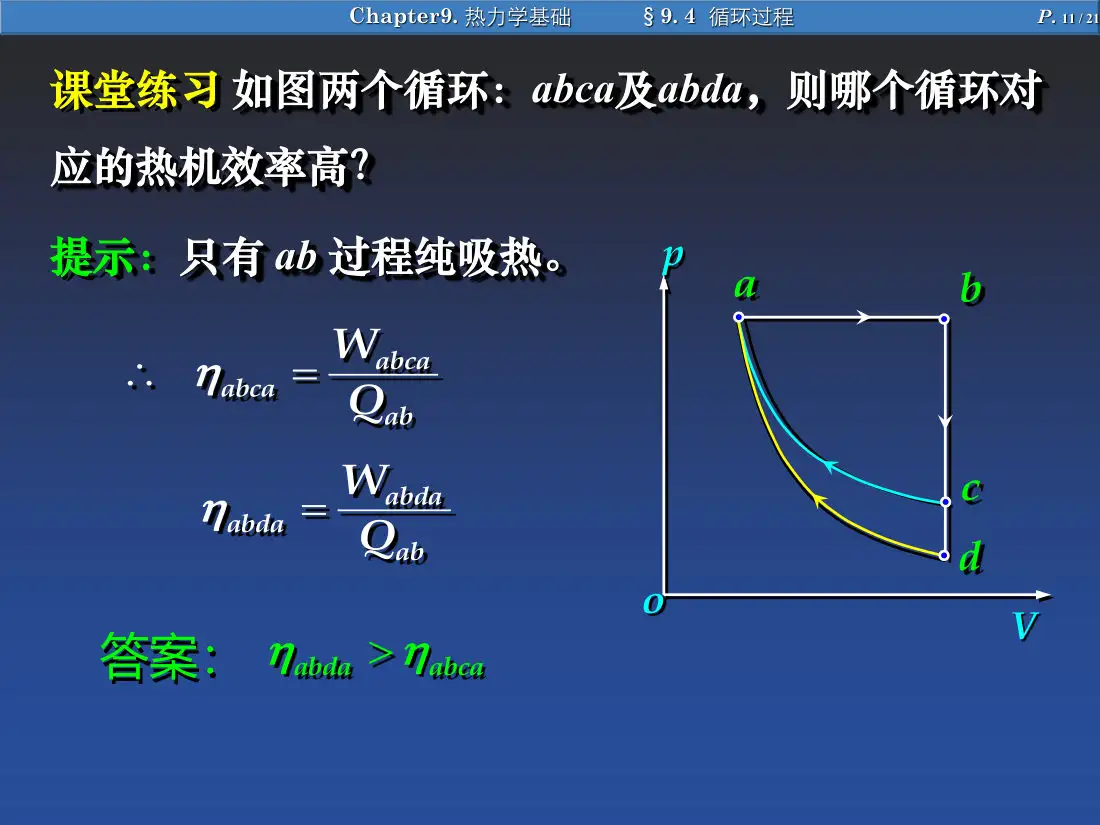 Chapter9. 热力学基础 §9. 4 循环过程 P. 11 / 21
课堂练习 如图两个循环：abca及abda，则哪个循环对
应的热机效率高？
提示：只有 ab 过程纯吸热。
∴ η_abca = W_abca / Q_ab
η_abda = W_abda / Q_ab
答案： η_abda > η_abca
p
a
b
c
d
o
V